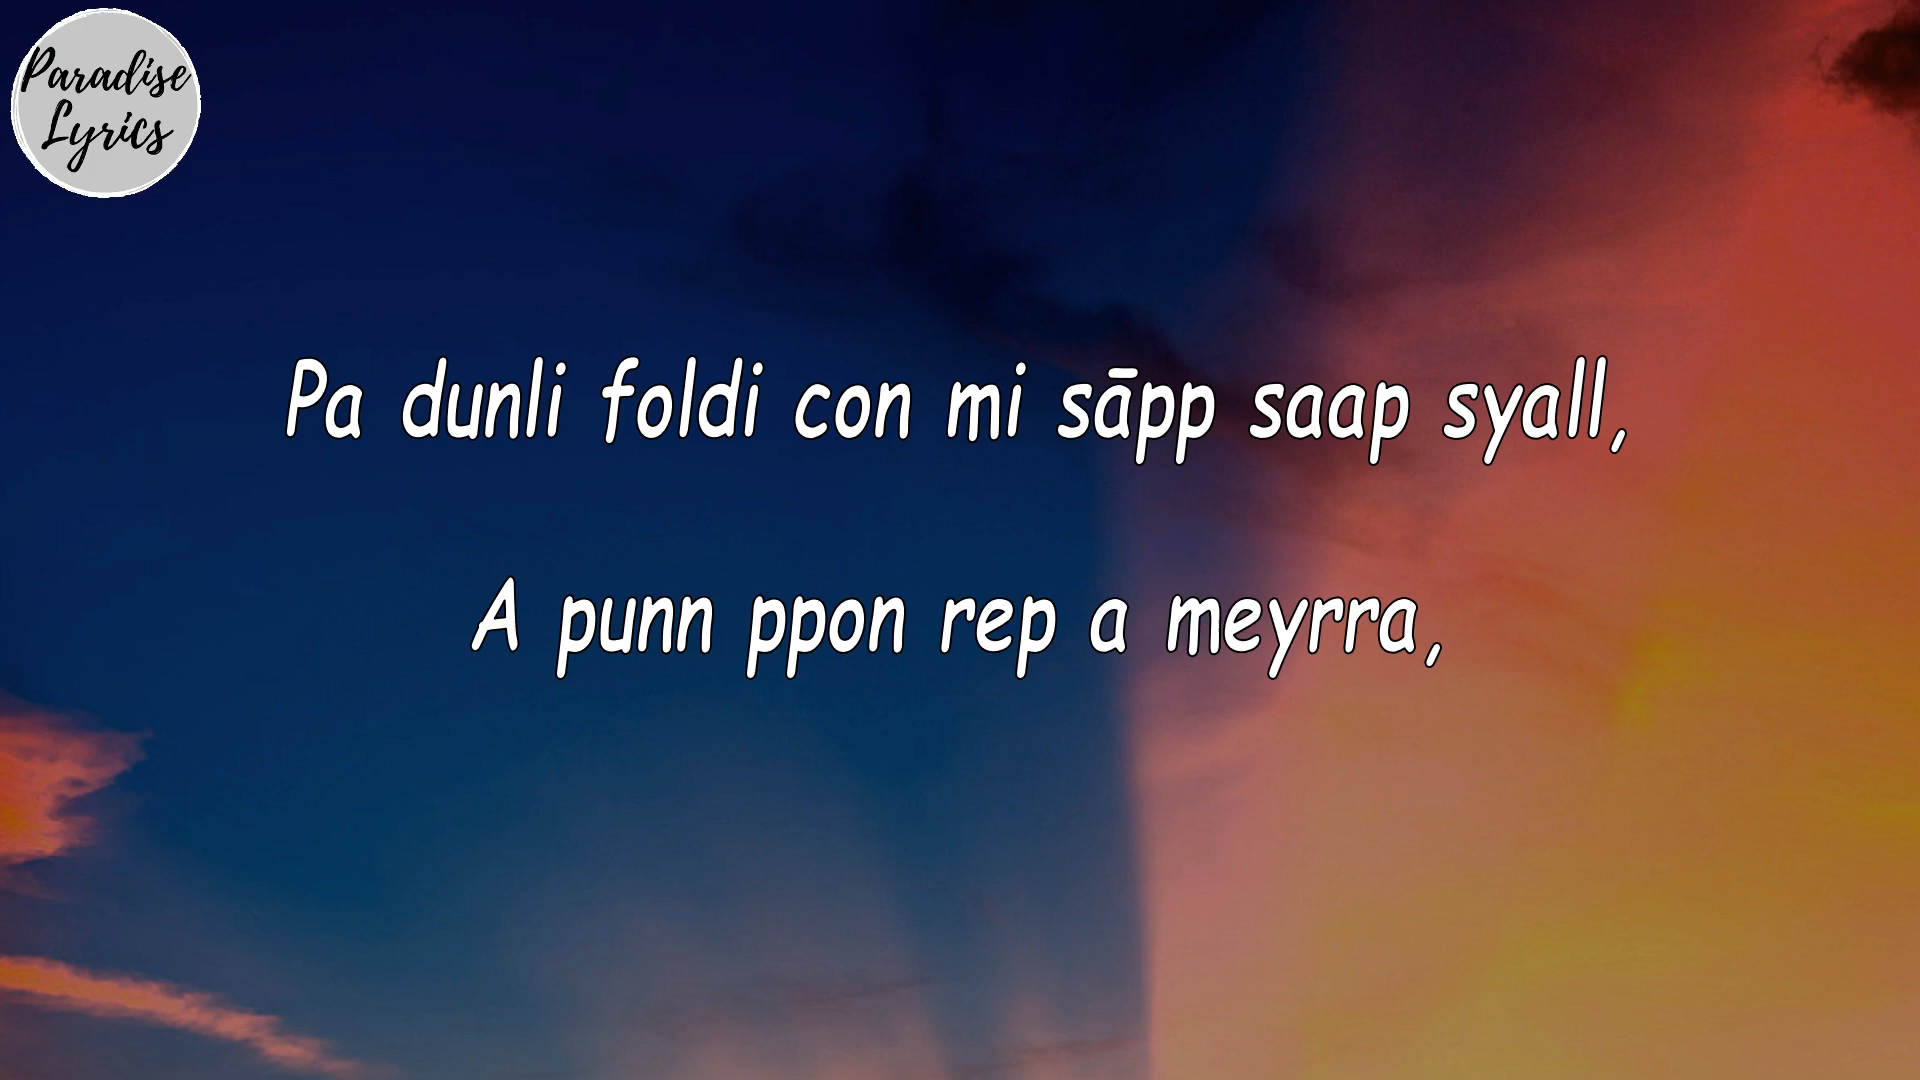 Paradise
Lyrics
Pa dunli foldi con mi sāpp saap syall,
A punn ppon rep a meyrra,